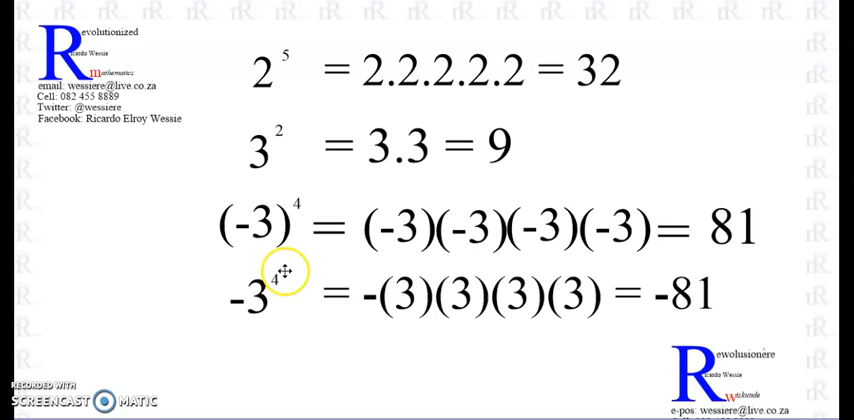 Revolutionized
Ricardo Wessie
mathematics
email: wessiere@live.co.za
Cell: 082 455 8889
Twitter: @wessiere
Facebook: Ricardo Elroy Wessie
2^5 = 2.2.2.2.2 = 32
3^2 = 3.3 = 9
(-3)^4 = (-3)(-3)(-3)(-3) = 81
-3^4 = -(3)(3)(3)(3) = -81
Rewolusionêre
Ricardo Wessie
Wiskunde
e-pos: wessiere@live.co.za
RECORDED WITH
SCREENCAST MATIC